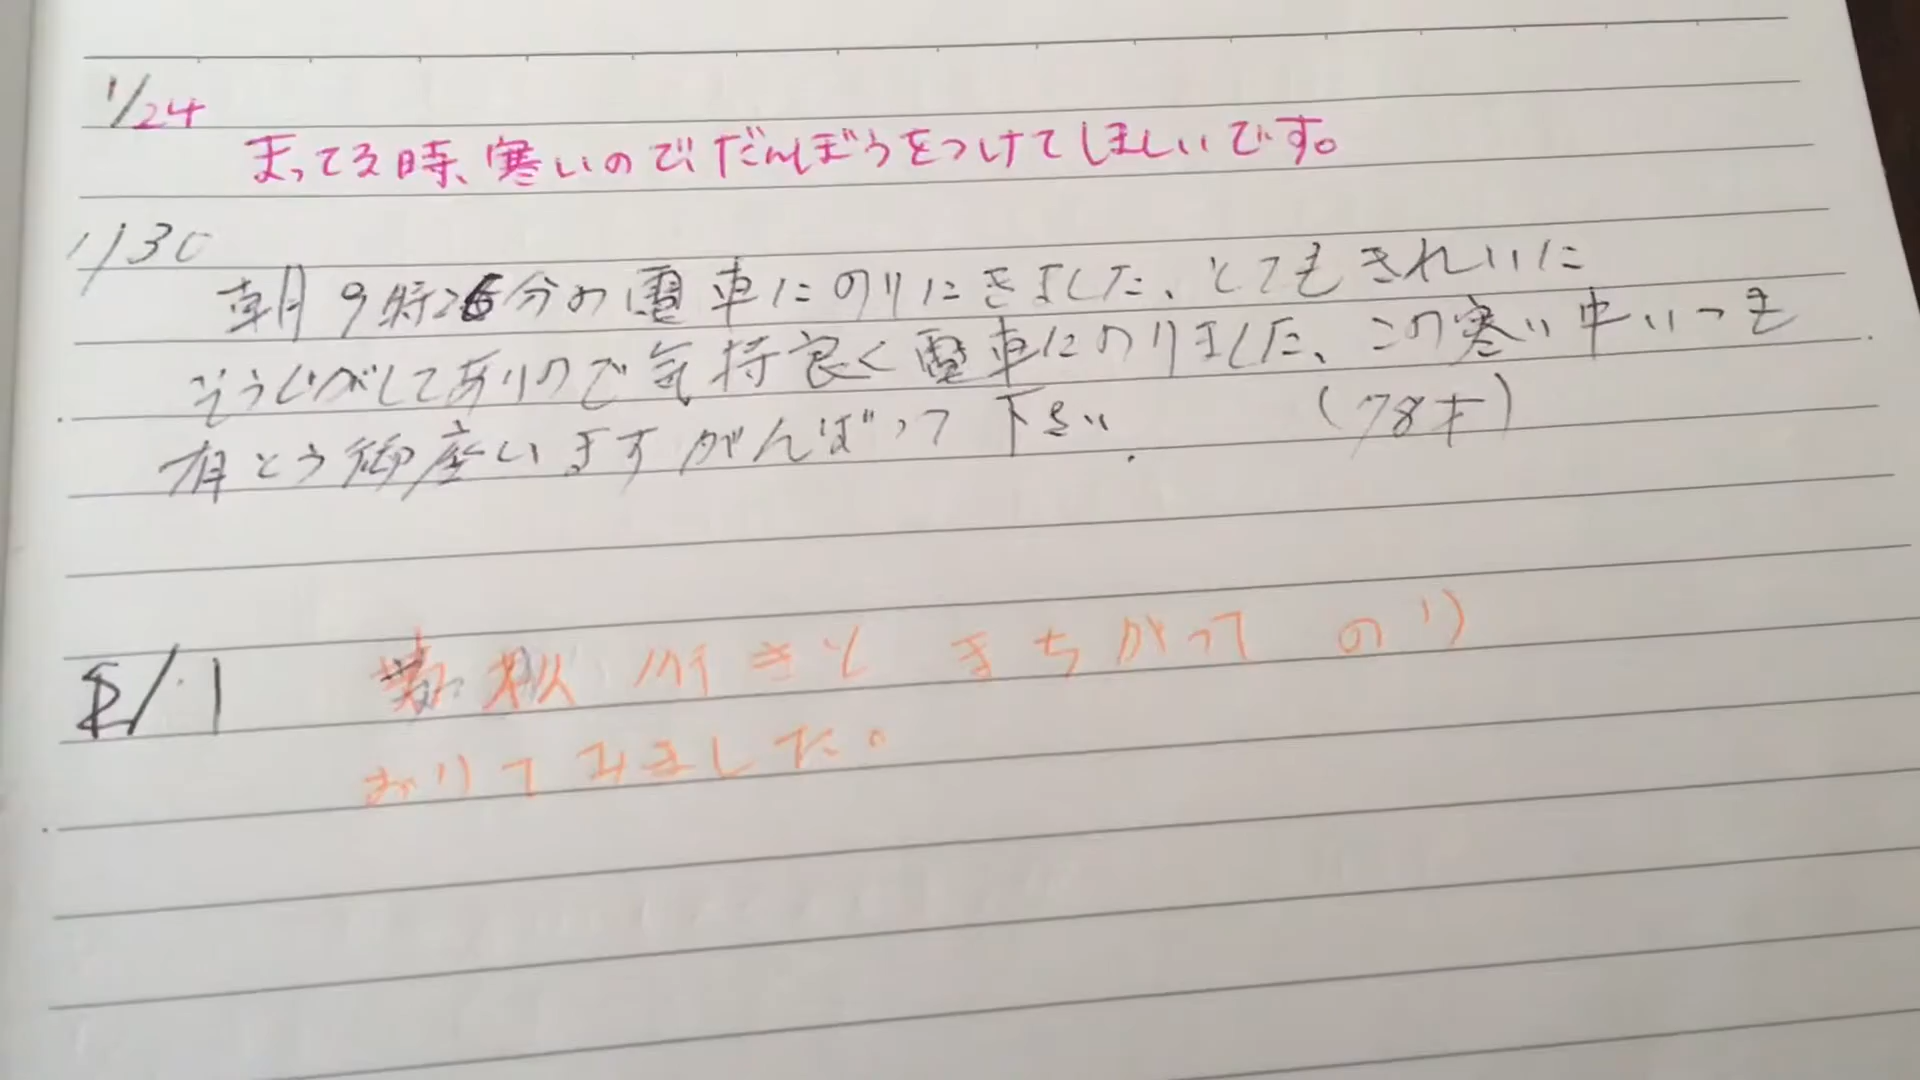 1/24
まってる時、寒いのでだんぼうをつけてほしいです。
1/30
朝9時26分の電車にのりにきました、とてもきれいに
そうじがしてありので気持良く電車にのりました、この寒い中いつも
有とう御座います がんばって下さい (78才)
/1
行きと まちがって のり
おりてみました。